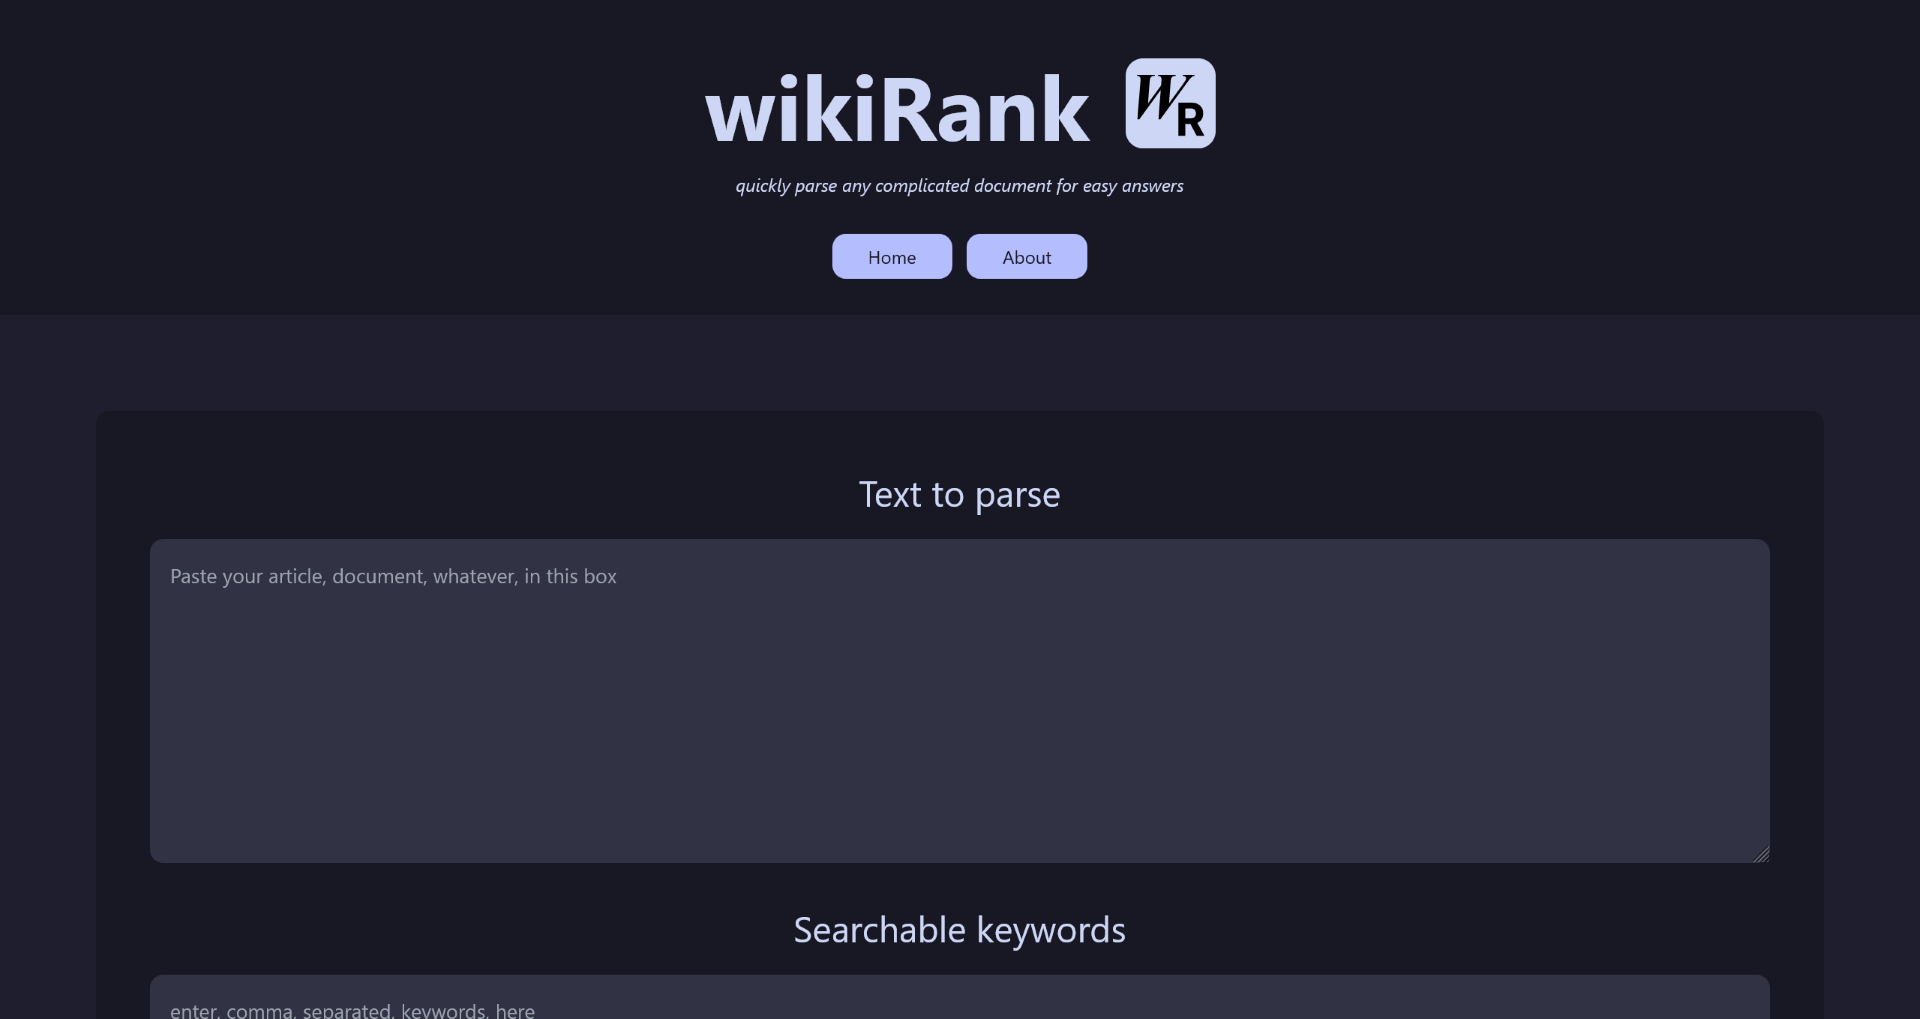 wikiRank WR
quickly parse any complicated document for easy answers
Home About
Text to parse
Paste your article, document, whatever, in this box
Searchable keywords
enter, comma, separated, keywords, here